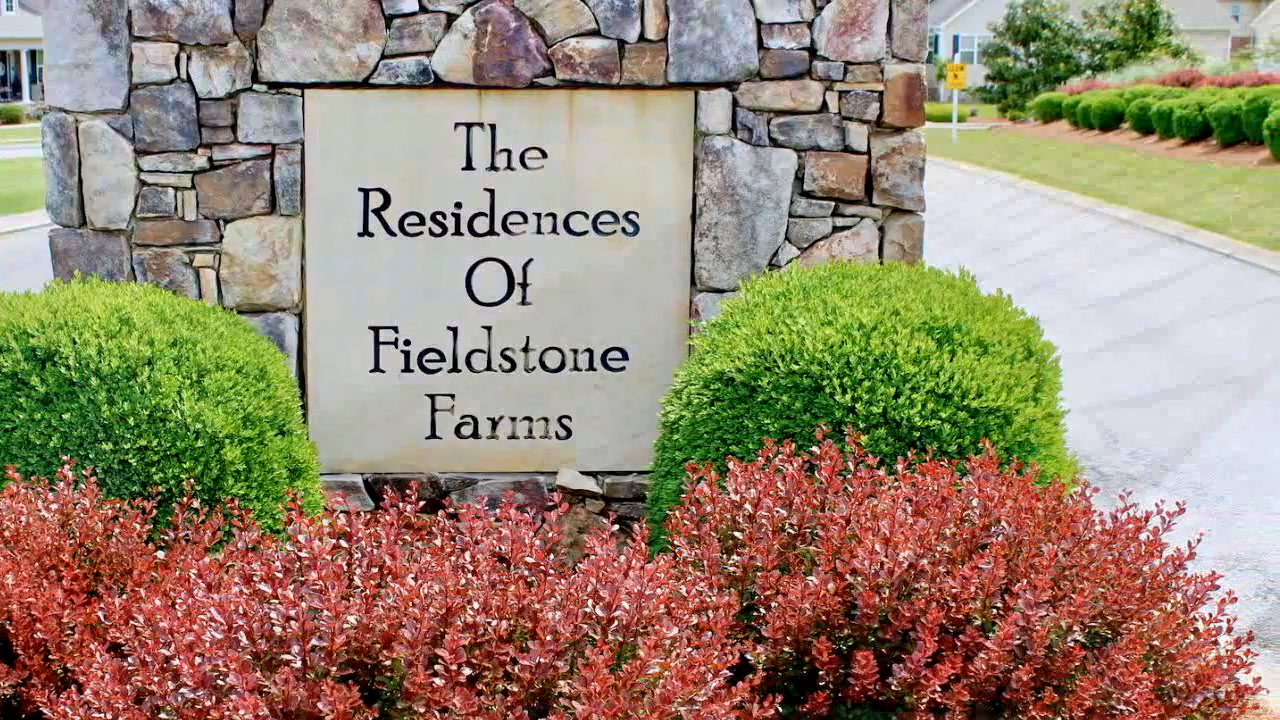 The
Residences
Of
Fieldstone
Farms